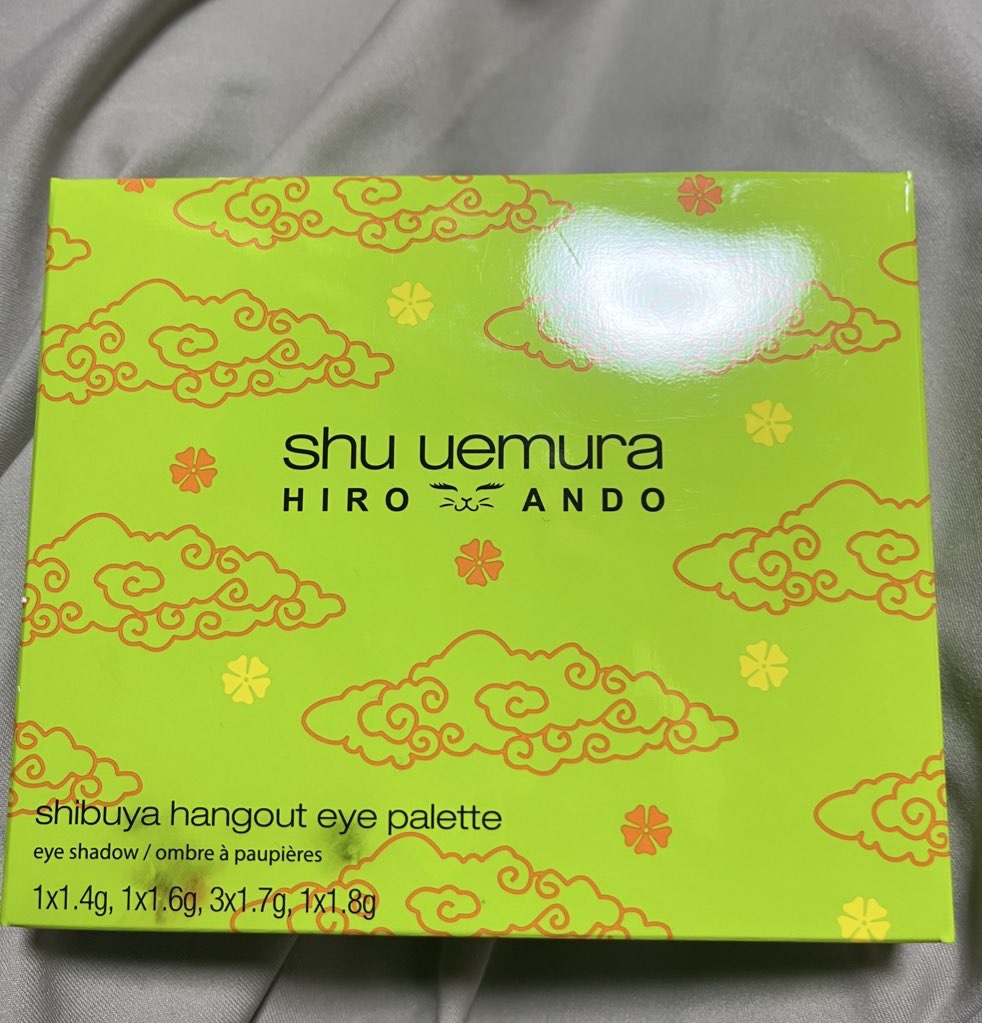 shu uemura
HIRO ANDO
shibuya hangout eye palette
eye shadow / ombre à paupières
1x1.4g, 1x1.6g, 3x1.7g, 1x1.8g